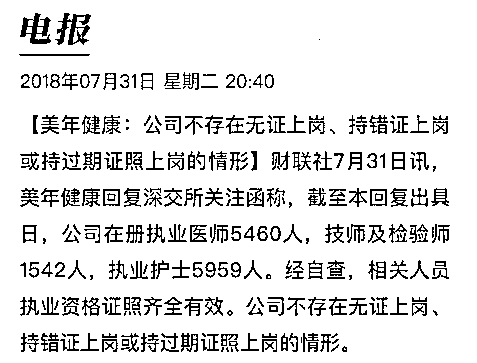 电报
2018年07月31日 星期二 20:40
【美年健康：公司不存在无证上岗、持错证上岗
或持过期证照上岗的情形】财联社7月31日讯，
美年健康回复深交所关注函称，截至本回复出具
日，公司在册执业医师5460人，技师及检验师
1542人，执业护士5959人。经自查，相关人员
执业资格证照齐全有效。公司不存在无证上岗、
持错证上岗或持过期证照上岗的情形。